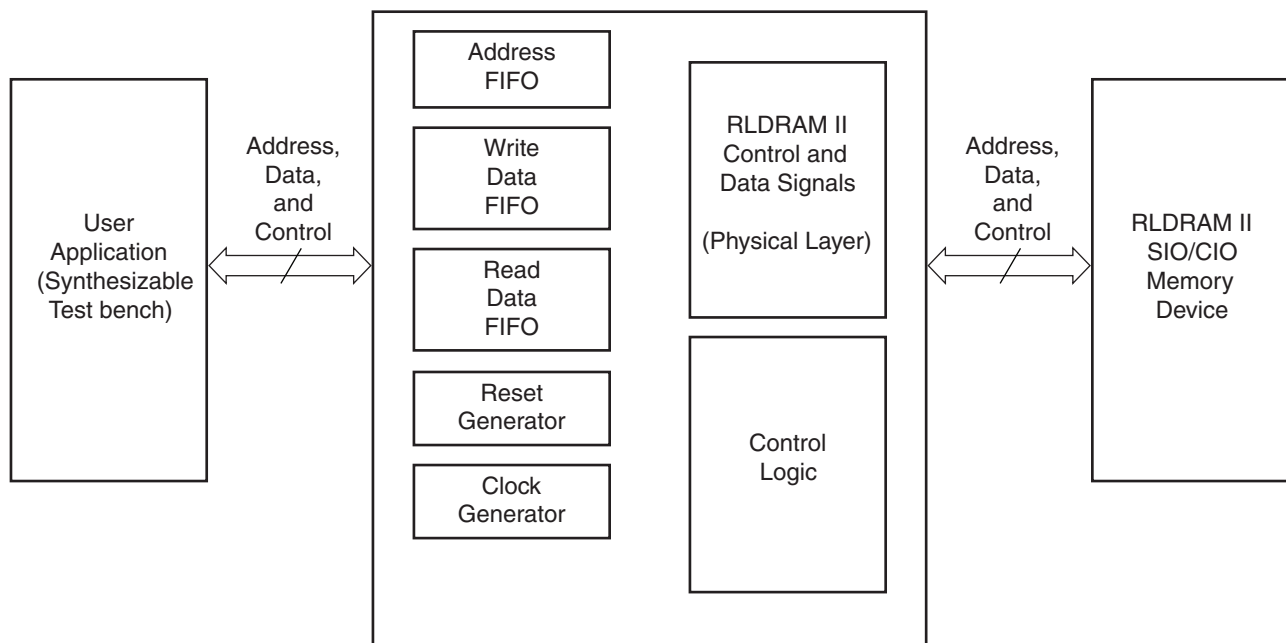 User
Application
(Synthesizable
Test bench)
Address,
Data,
and
Control
Address
FIFO
Write
Data
FIFO
Read
Data
FIFO
Reset
Generator
Clock
Generator
RLDRAM II
Control and
Data Signals
(Physical Layer)
Control
Logic
Address,
Data,
and
Control
RLDRAM II
SIO/CIO
Memory
Device